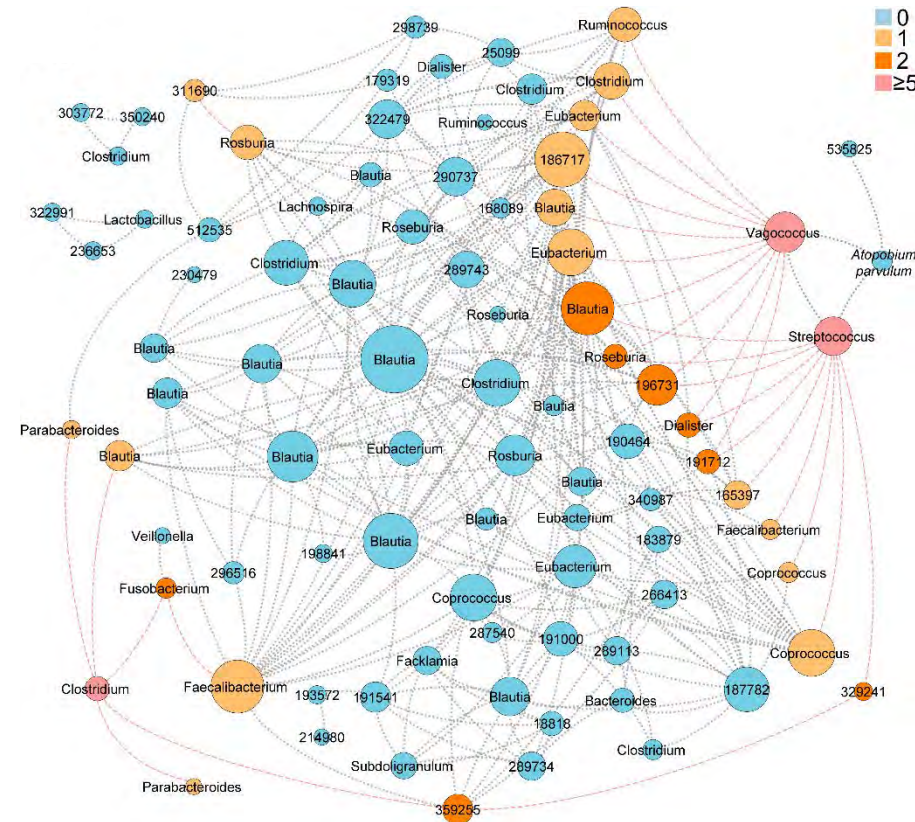 0
1
2
≥5
Ruminococcus
298739
25099
Dialister
179319
Clostridium
Clostridium
311690
303772
350240
322479
Eubacterium
Ruminococcus
Rosburia
Clostridium
186717
535825
Blautia
290737
322991
Lactobacillus
Lachnospira
168089
Blautia
512535
Roseburia
Vagococcus
236653
Eubacterium
Clostridium
289743
Atopobium
parvulum
230479
Blautia
Blautia
Roseburia
Streptococcus
Blautia
Blautia
Blautia
Roseburia
Blautia
Clostridium
196731
Blautia
Parabacteroides
Dialister
Blautia
Blautia
Eubacterium
Rosburia
190464
191712
Blautia
340987
165397
Blautia
Eubacterium
Faecalibacterium
Veillonella
198841
Blautia
183879
296516
Eubacterium
Coprococcus
Fusobacterium
Coprococcus
266413
287540
191000
289113
Coprococcus
Facklamia
Clostridium
Faecalibacterium
193572
191541
Blautia
Bacteroides
187782
329241
18818
214980
Clostridium
Subdoligranulum
289734
Parabacteroides
359255